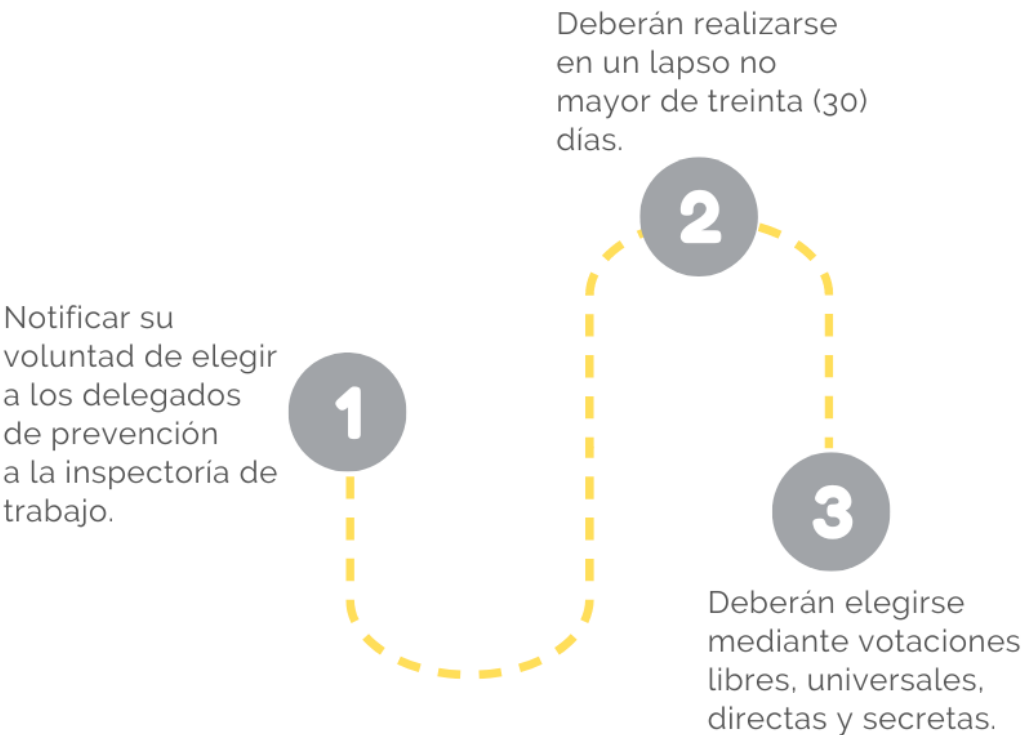 Notificar su
voluntad de elegir
a los delegados
de prevención
a la inspectoría de
trabajo.
1
Deberán realizarse
en un lapso no
mayor de treinta (30)
días.
2
3
Deberán elegirse
mediante votaciones
libres, universales,
directas y secretas.